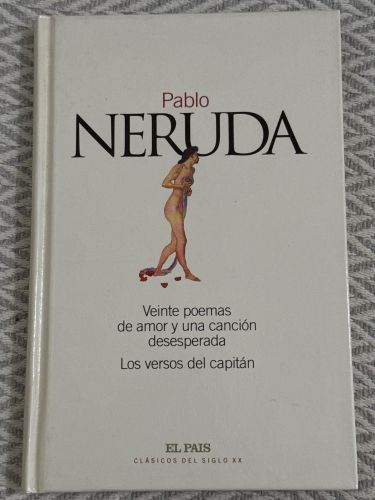 Pablo
NERUDA
Veinte poemas
de amor y una canción
desesperada
Los versos del capitán
EL PAIS
CLÁSICOS DEL SIGLO XX